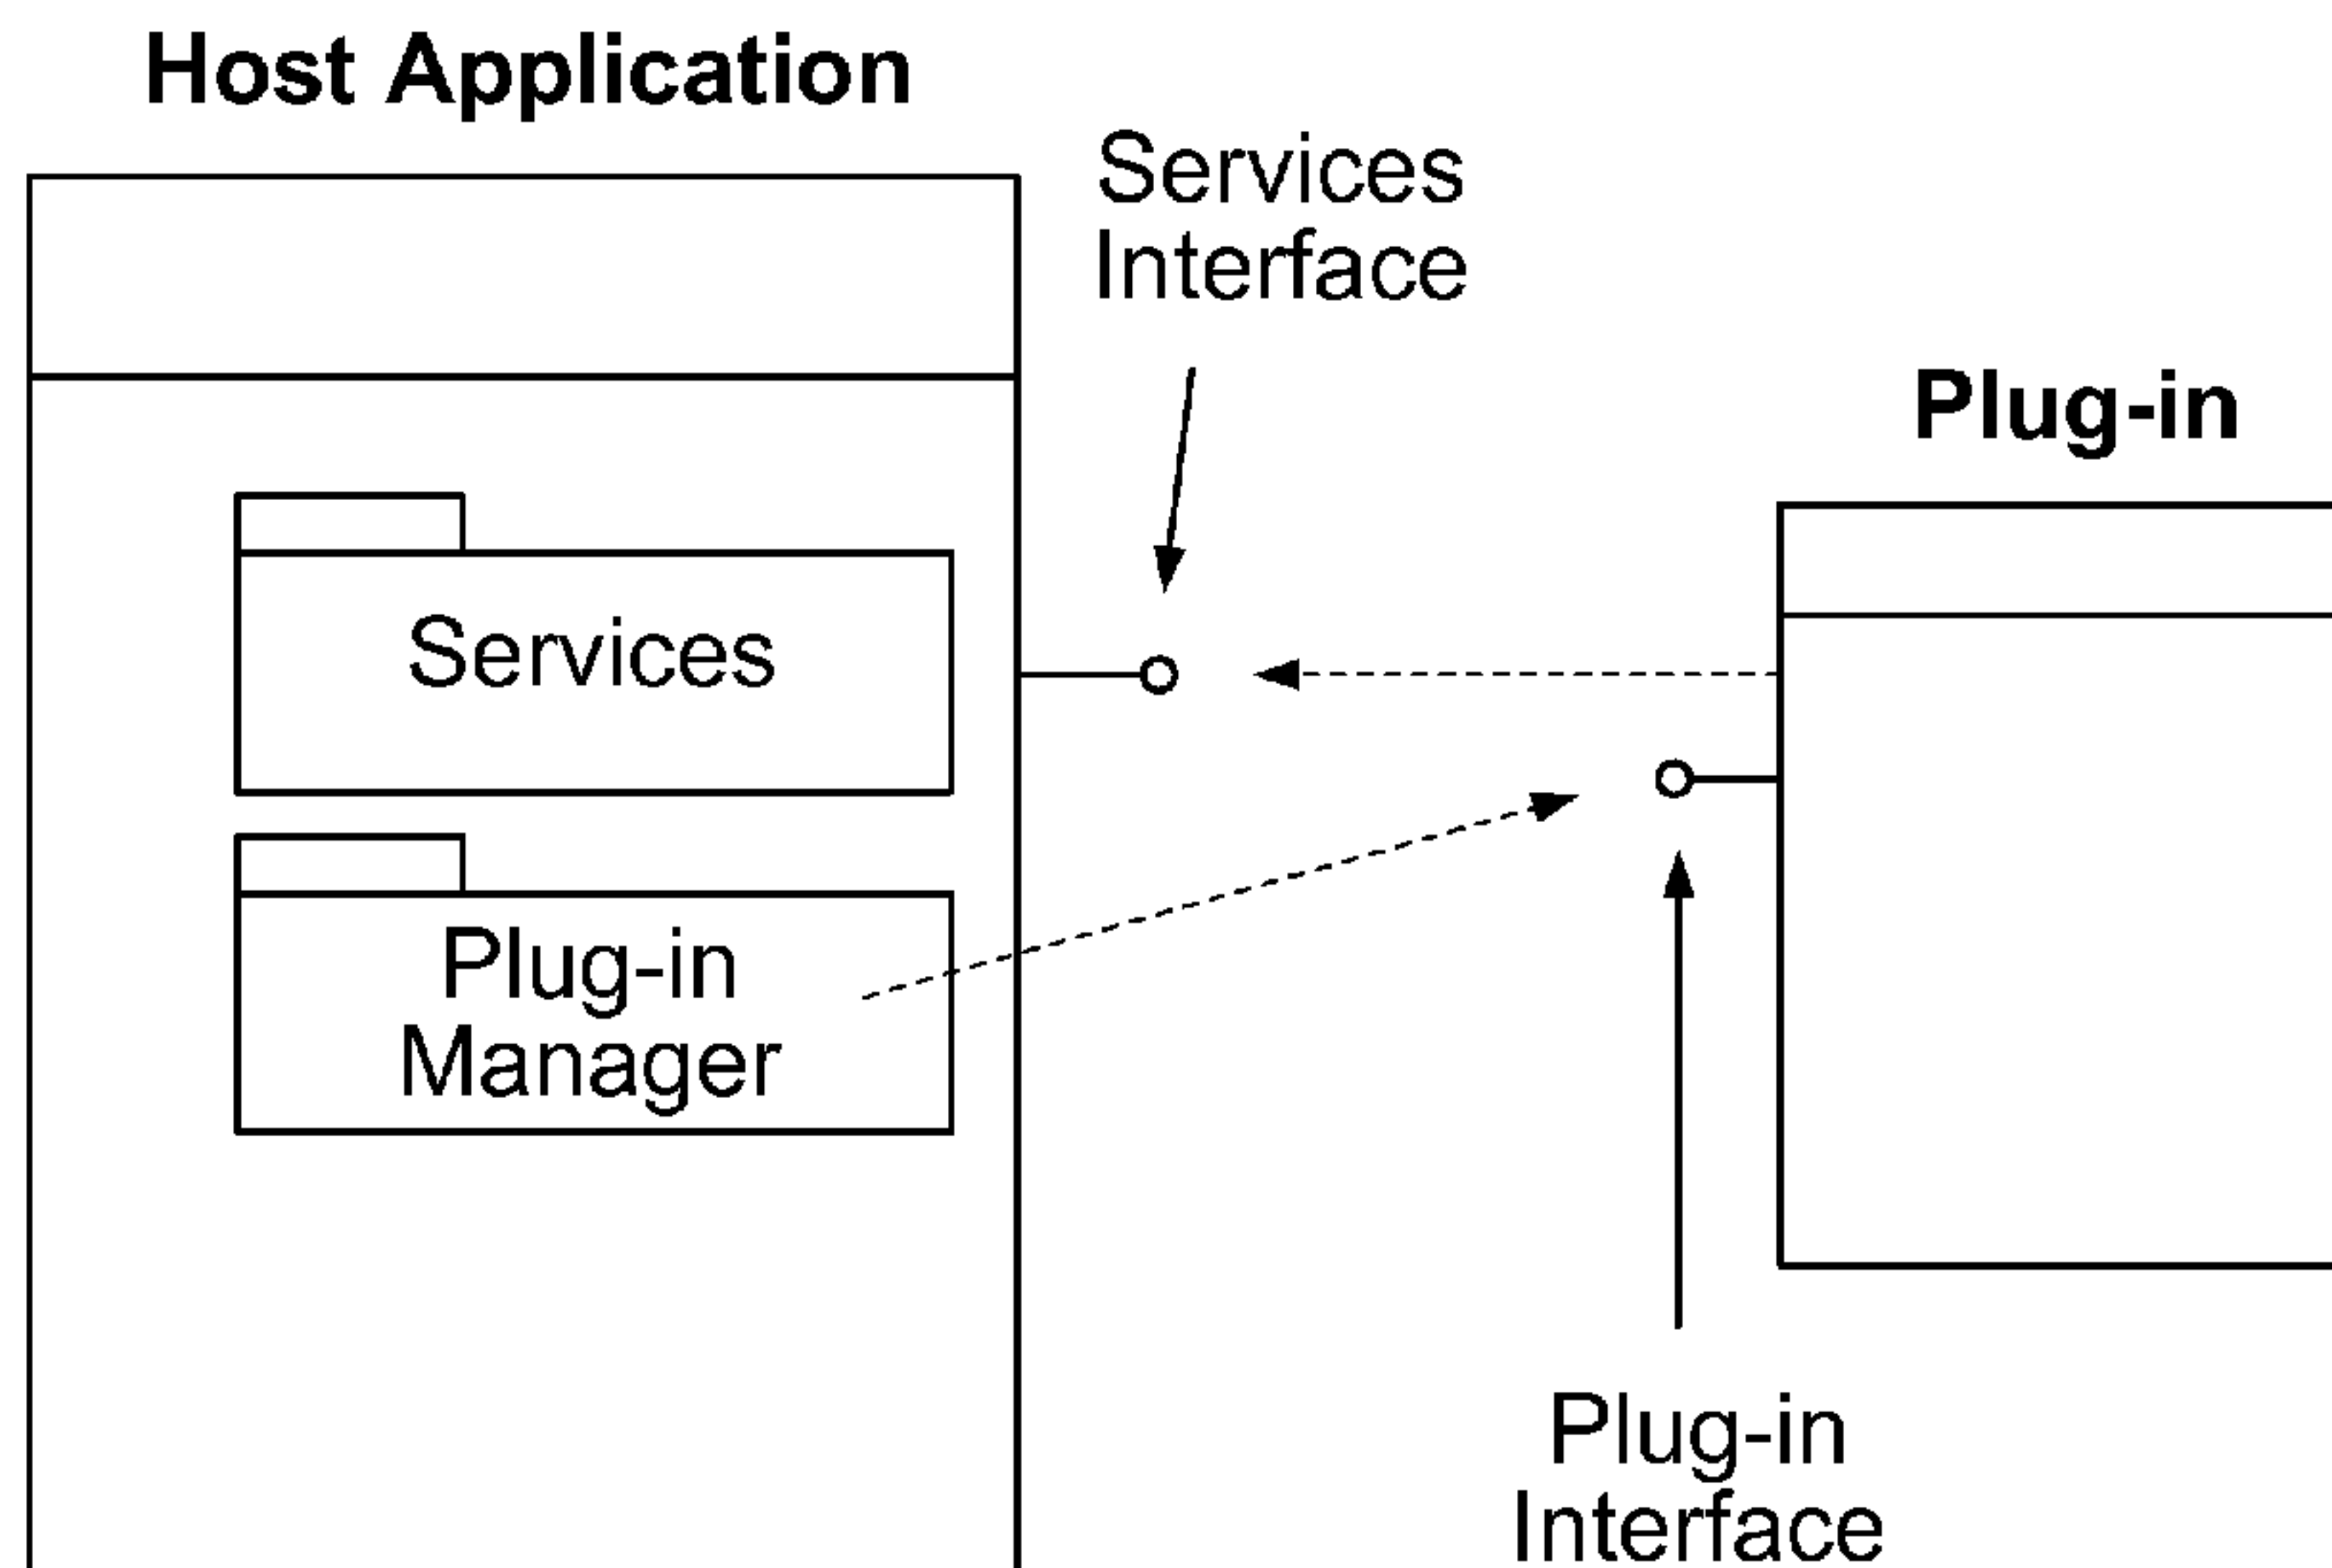 Host Application
Services
Interface
Plug-in
Services
Plug-in
Manager
Plug-in
Interface